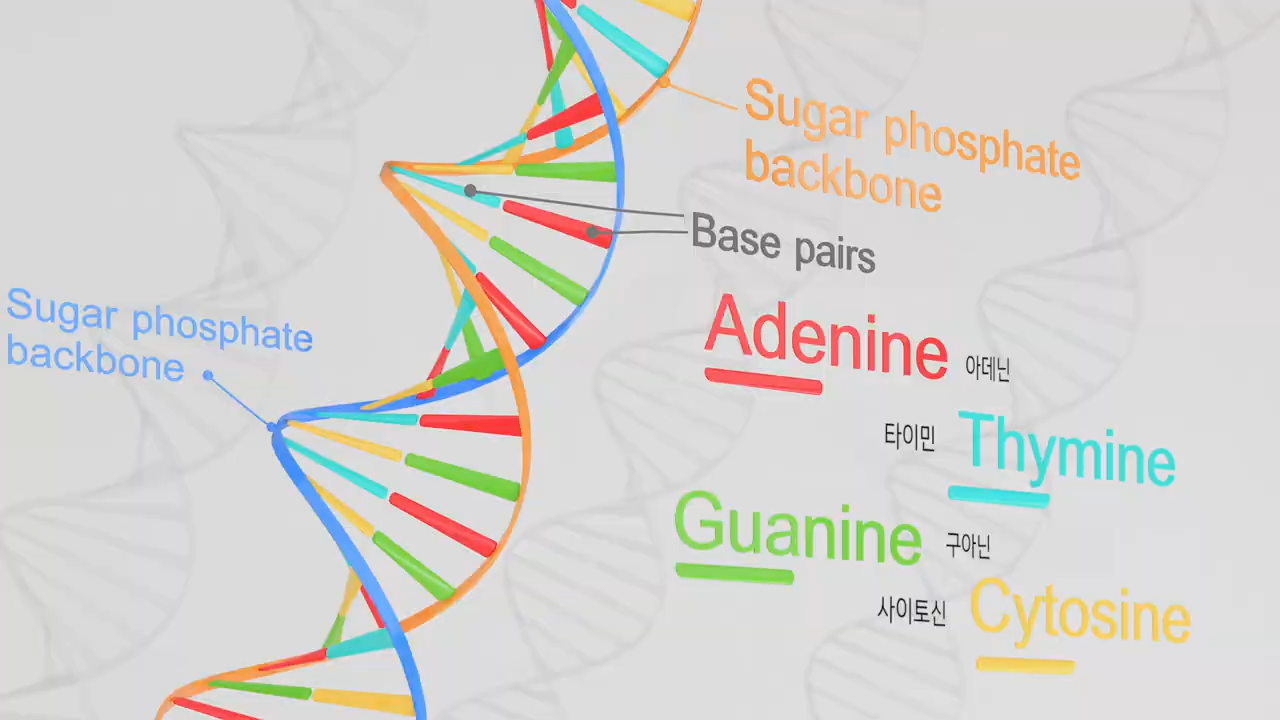 Sugar phosphate
backbone
Base pairs
Sugar phosphate
backbone
Adenine 아데닌
타이민 Thymine
Guanine 구아닌
사이토신 Cytosine